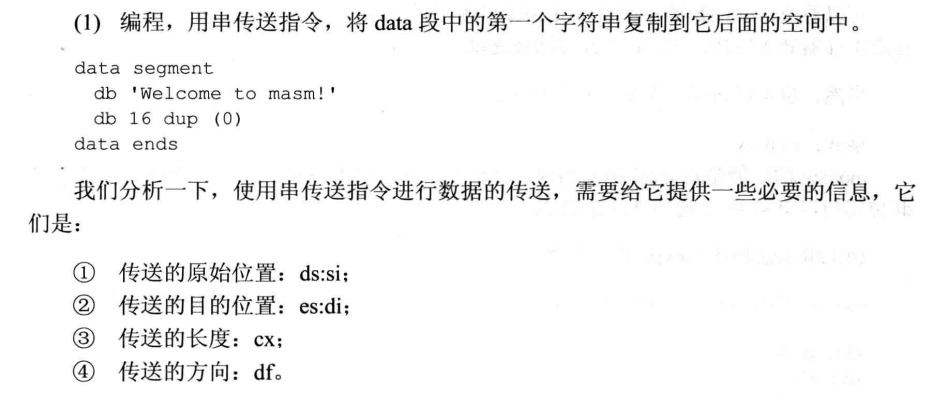 (1) 编程，用串传送指令，将 data 段中的第一个字符串复制到它后面的空间中。
data segment
db 'Welcome to masm!'
db 16 dup (0)
data ends
我们分析一下，使用串传送指令进行数据的传送，需要给它提供一些必要的信息，它
们是：
① 传送的原始位置：ds:si；
② 传送的目的位置：es:di；
③ 传送的长度：cx；
④ 传送的方向：df。